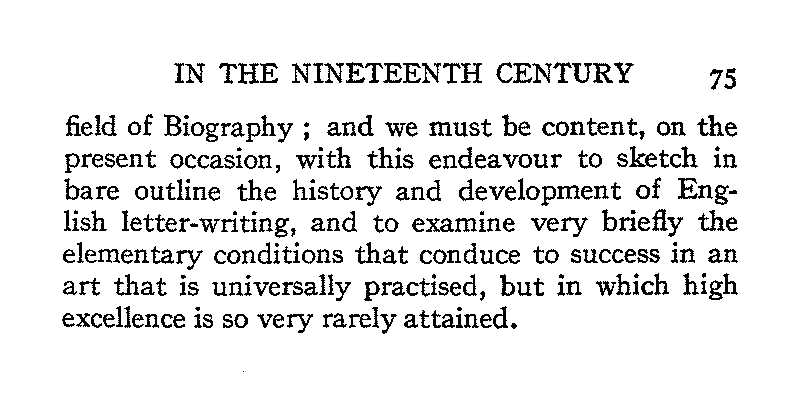 IN THE NINETEENTH CENTURY 75
field of Biography ; and we must be content, on the
present occasion, with this endeavour to sketch in
bare outline the history and development of Eng-
lish letter-writing, and to examine very briefly the
elementary conditions that conduce to success in an
art that is universally practised, but in which high
excellence is so very rarely attained.